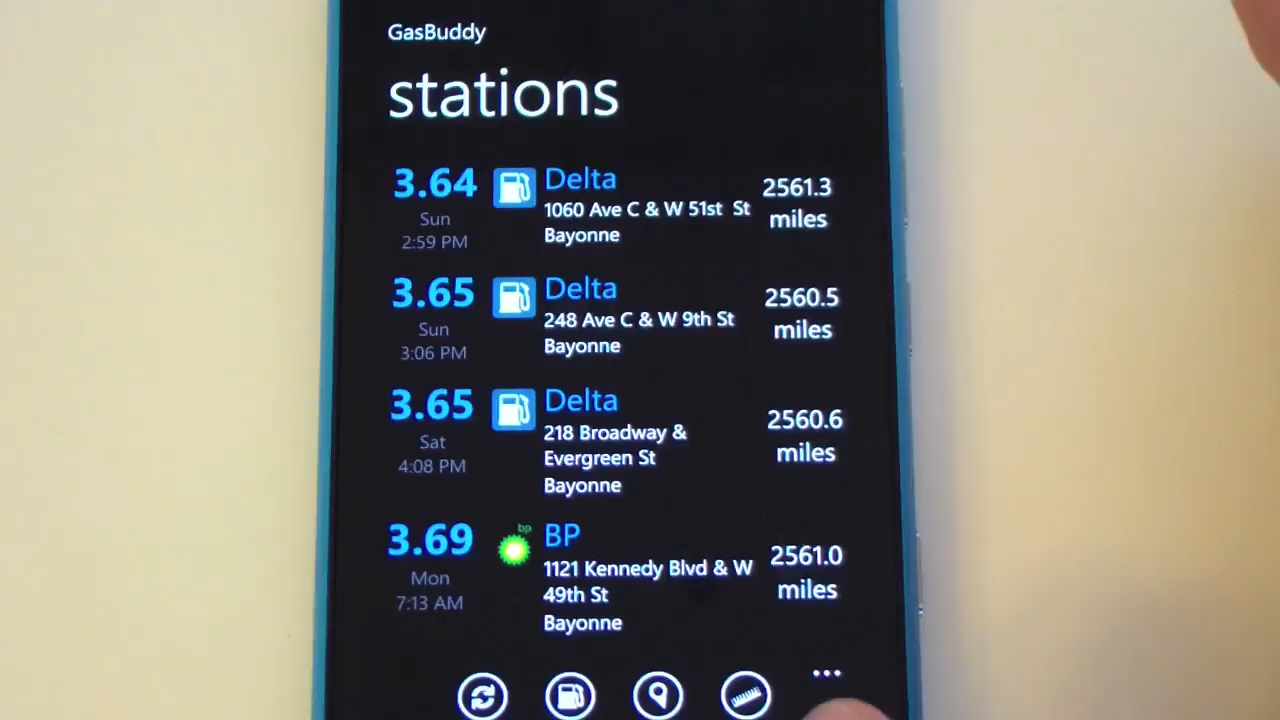 GasBuddy
stations
3.64
Sun
2:59 PM
Delta
1060 Ave C & W 51st St
Bayonne
2561.3
miles
3.65
Sun
3:06 PM
Delta
248 Ave C & W 9th St
Bayonne
2560.5
miles
3.65
Sat
4:08 PM
Delta
218 Broadway &
Evergreen St
Bayonne
2560.6
miles
3.69
Mon
7:13 AM
bp
BP
1121 Kennedy Blvd & W
49th St
Bayonne
2561.0
miles